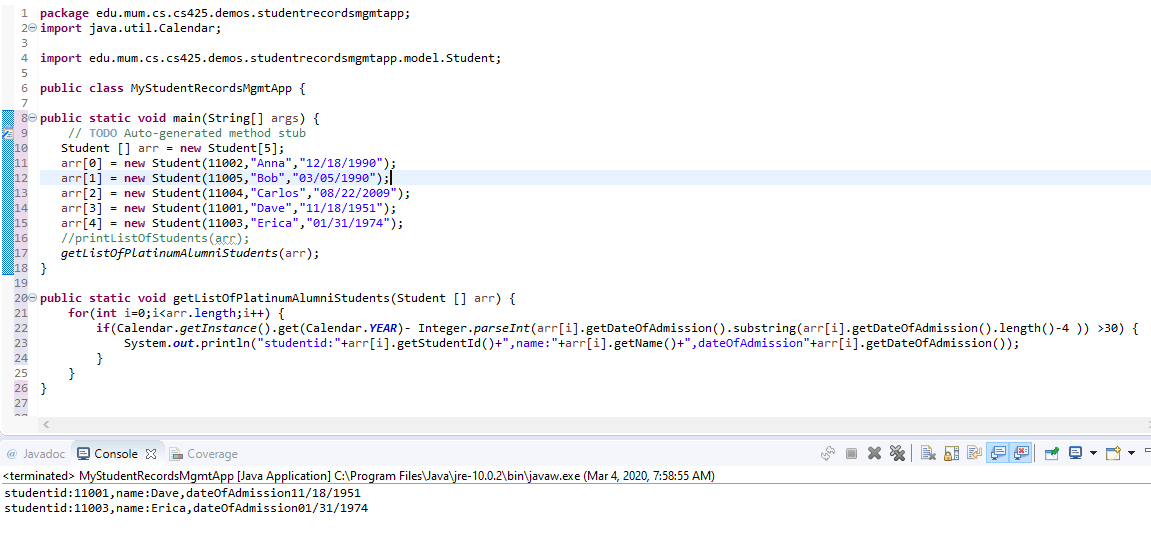 1 package edu.mum.cs.cs425.demos.studentrecordsmgmtapp;
2 import java.util.Calendar;
3
4 import edu.mum.cs.cs425.demos.studentrecordsmgmtapp.model.Student;
5
6 public class MyStudentRecordsMgmtApp {
7
8 public static void main(String[] args) {
9 // TODO Auto-generated method stub
10 Student [] arr = new Student[5];
11 arr[0] = new Student(11002,"Anna","12/18/1990");
12 arr[1] = new Student(11005,"Bob","03/05/1990");
13 arr[2] = new Student(11004,"Carlos","08/22/2009");
14 arr[3] = new Student(11001,"Dave","11/18/1951");
15 arr[4] = new Student(11003,"Erica","01/31/1974");
16 //printListOfStudents(arr);
17 getListOfPlatinumAlumniStudents(arr);
18 }
19
20 public static void getListOfPlatinumAlumniStudents(Student [] arr) {
21 for(int i=0;i<arr.length;i++) {
22 if(Calendar.getInstance().get(Calendar.YEAR)- Integer.parseInt(arr[i].getDateOfAdmission().substring(arr[i].getDateOfAdmission().length()-4 )) >30) {
23 System.out.println("studentid:"+arr[i].getStudentId()+",name:"+arr[i].getName()+",dateOfAdmission"+arr[i].getDateOfAdmission());
24 }
25 }
26 }
27
@ Javadoc Console Coverage
<terminated> MyStudentRecordsMgmtApp [Java Application] C:\Program Files\Java\jre-10.0.2\bin\javaw.exe (Mar 4, 2020, 7:58:55 AM)
studentid:11001,name:Dave,dateOfAdmission11/18/1951
studentid:11003,name:Erica,dateOfAdmission01/31/1974